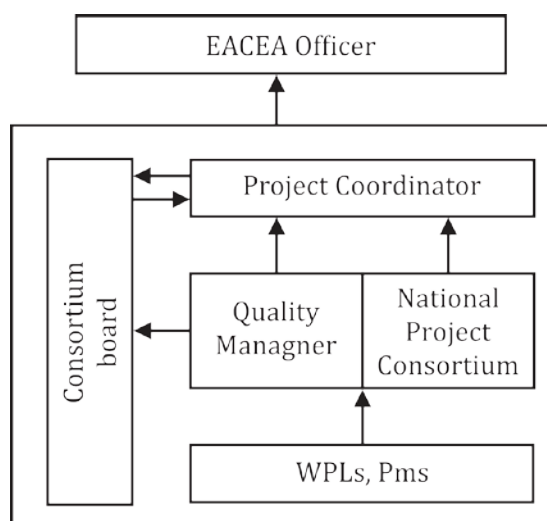 EACEA Officer
Project Coordinator
Consortium
board
Quality
Managner
National
Project
Consortium
WPLs, Pms